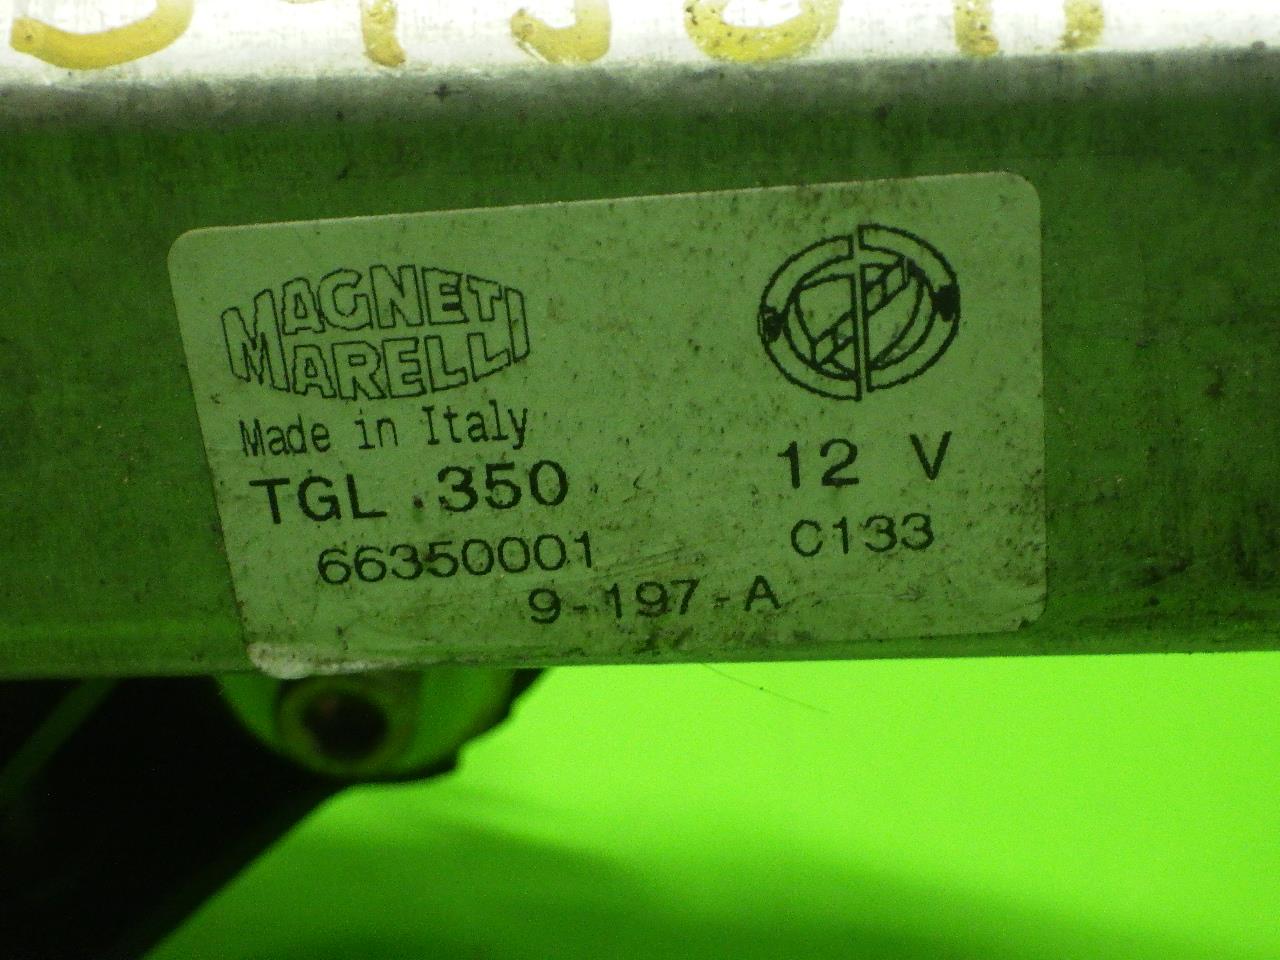 MAGNETI
MARELLI
Made in Italy
TGL .350
12 V
66350001
C133
9-197-A